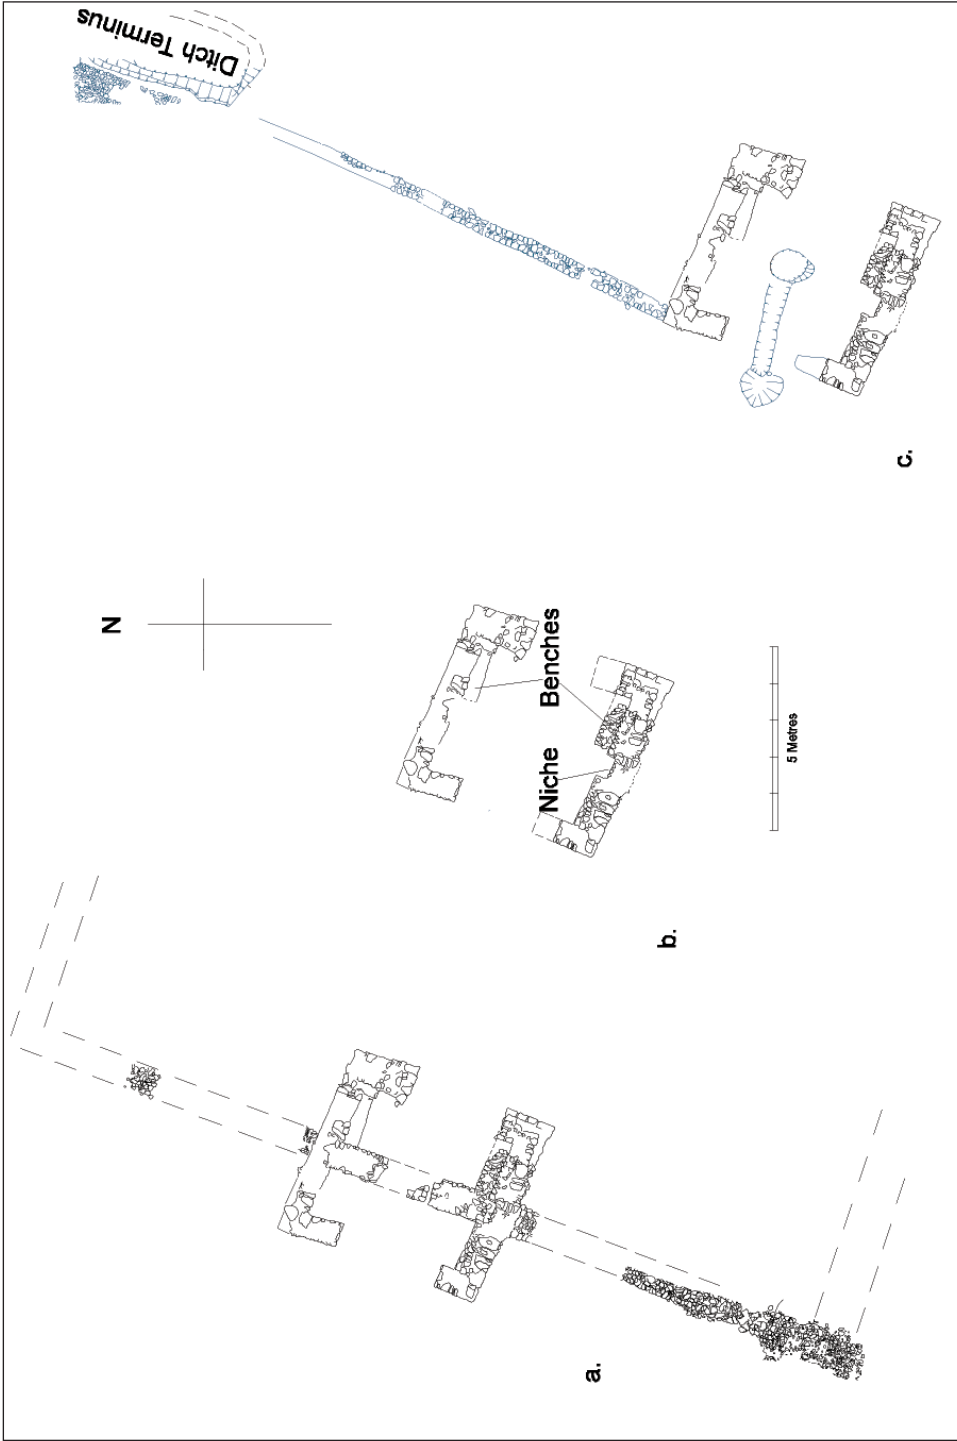 Ditch Terminus
N
Benches
Niche
5 Metres
a.
b.
c.